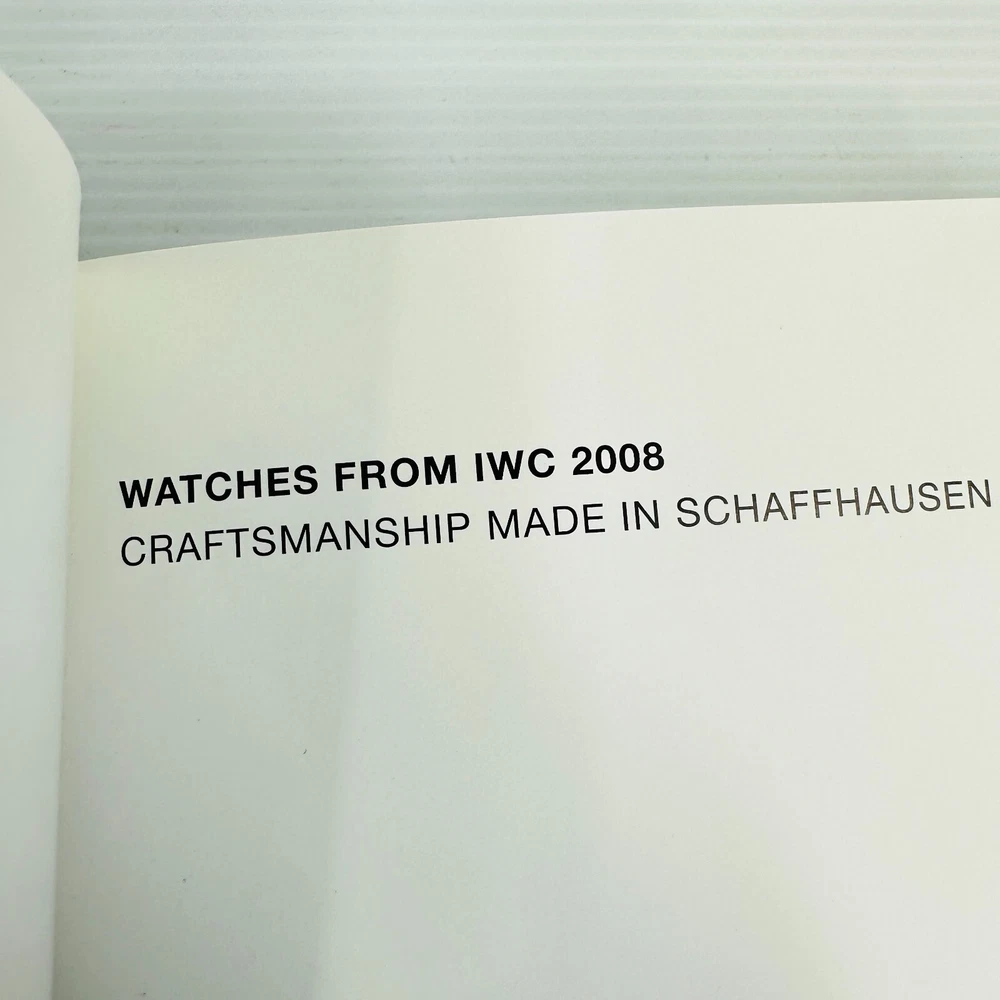 WATCHES FROM IWC 2008
CRAFTSMANSHIP MADE IN SCHAFFHAUSEN